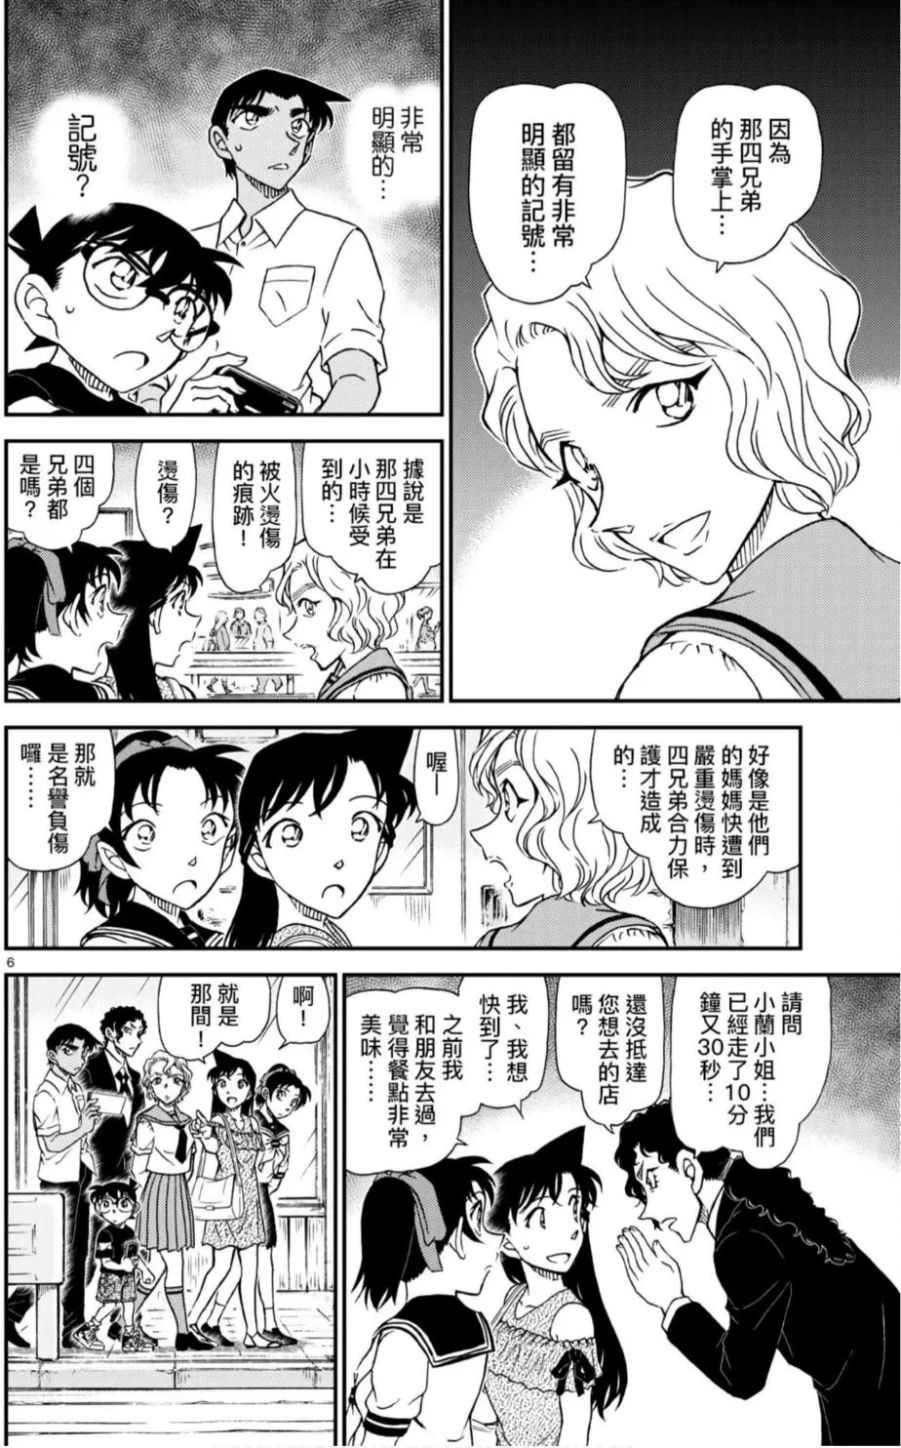 因為
那四兄弟
的手掌上…
都留有非常
明顯的記號…
非常
明顯的…
記號？
據說是
那四兄弟在
小時候受
到的…
被火燙傷
的痕跡！
燙傷？
四個
兄弟都
是嗎？
好像是他們
的媽媽快遭到
嚴重燙傷時，
四兄弟合力保
護才造成
的…
喔—
那就
是名譽負傷
囉……
6
請問
小蘭小姐…我們
已經走了10分
鐘又30秒…
還沒抵達
您想去的店
嗎？
我、我想
快到了…
之前我
和朋友去過，
覺得餐點非常
美味……
啊！
就是
那間！